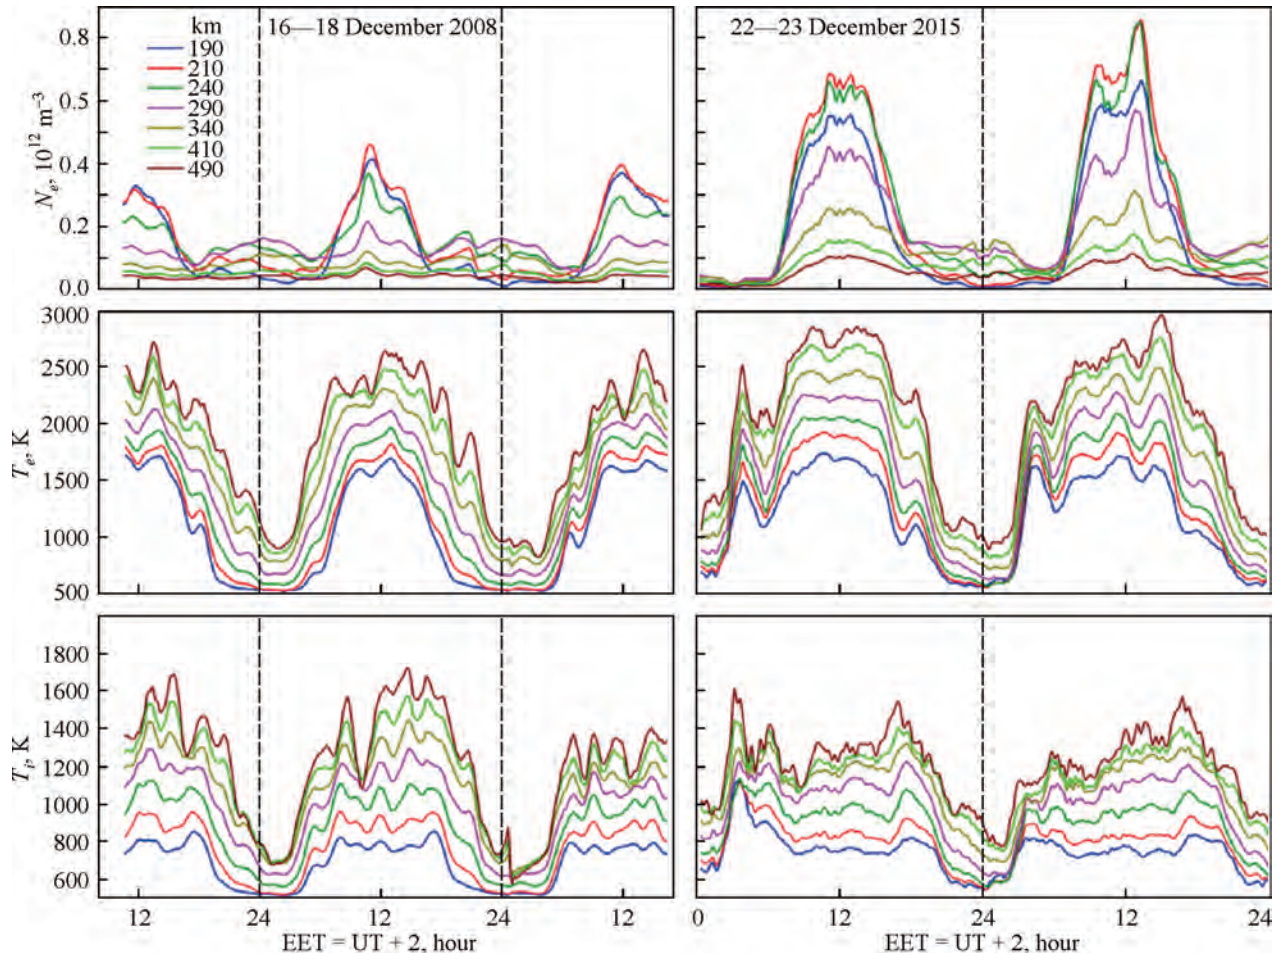 16—18 December 2008
22—23 December 2015
km
190
210
240
290
340
410
490
N_e, 10^12 m^−3
0.8
0.5
0.4
0.2
0.0
T_e, K
3000
2500
2000
1500
1000
500
T_i, K
1800
1600
1400
1200
1000
800
600
12 24 12 24 12
0 12 24 12 24
EET = UT + 2, hour
EET = UT + 2, hour